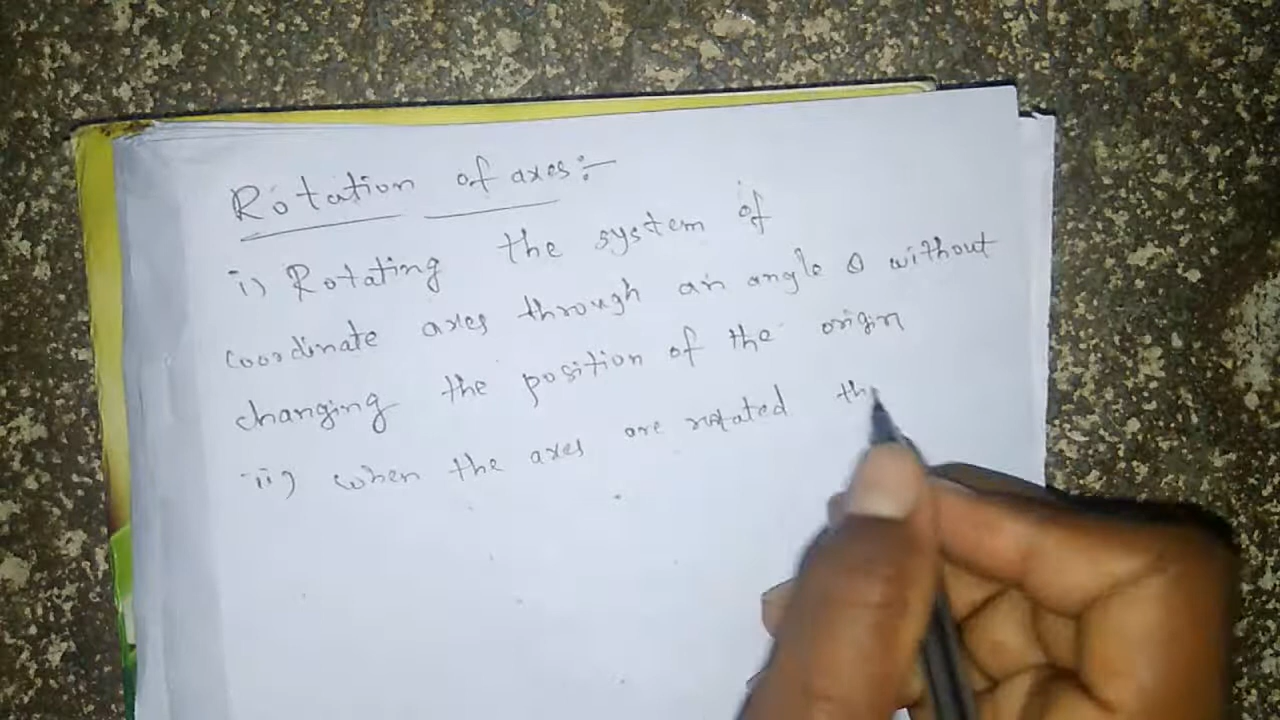 Rotation of axes:-
i) Rotating the system of
coordinate axes through an angle θ without
changing the position of the origin
ii) when the axes are rotated th